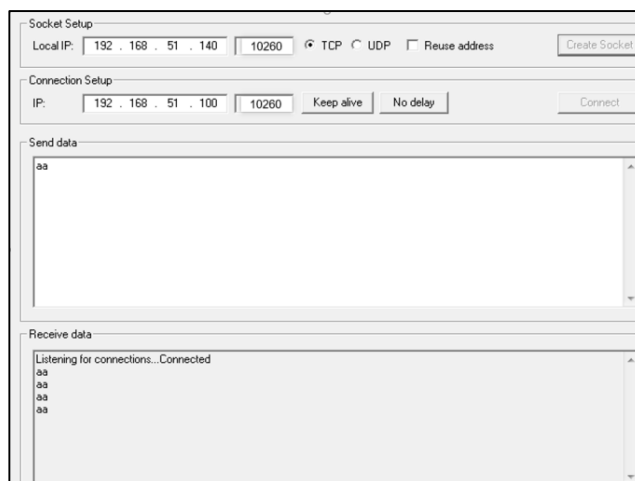 Socket Setup
Local IP: 192 . 168 . 51 . 140 10260 TCP UDP Reuse address Create Socket
Connection Setup
IP: 192 . 168 . 51 . 100 10260 Keep alive No delay Connect
Send data
aa
Receive data
Listening for connections...Connected
aa
aa
aa
aa